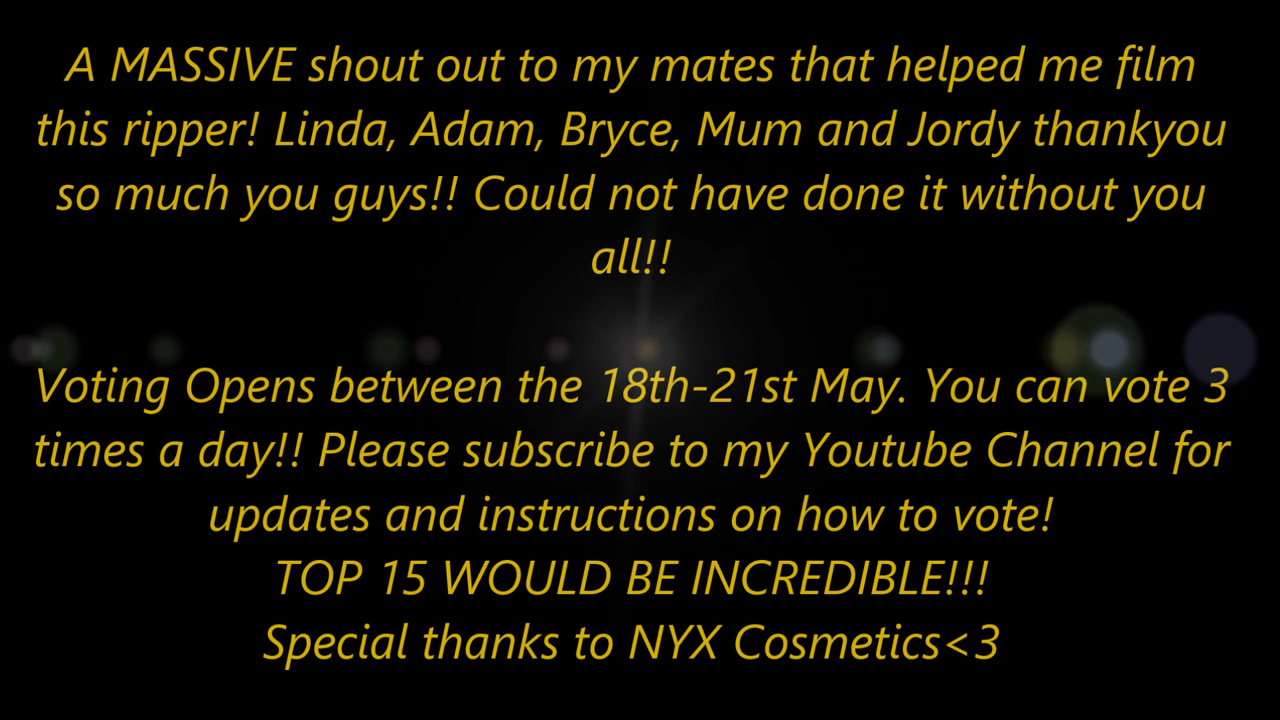 A MASSIVE shout out to my mates that helped me film
this ripper! Linda, Adam, Bryce, Mum and Jordy thankyou
so much you guys!! Could not have done it without you
all!!
Voting Opens between the 18th-21st May. You can vote 3
times a day!! Please subscribe to my Youtube Channel for
updates and instructions on how to vote!
TOP 15 WOULD BE INCREDIBLE!!!
Special thanks to NYX Cosmetics<3